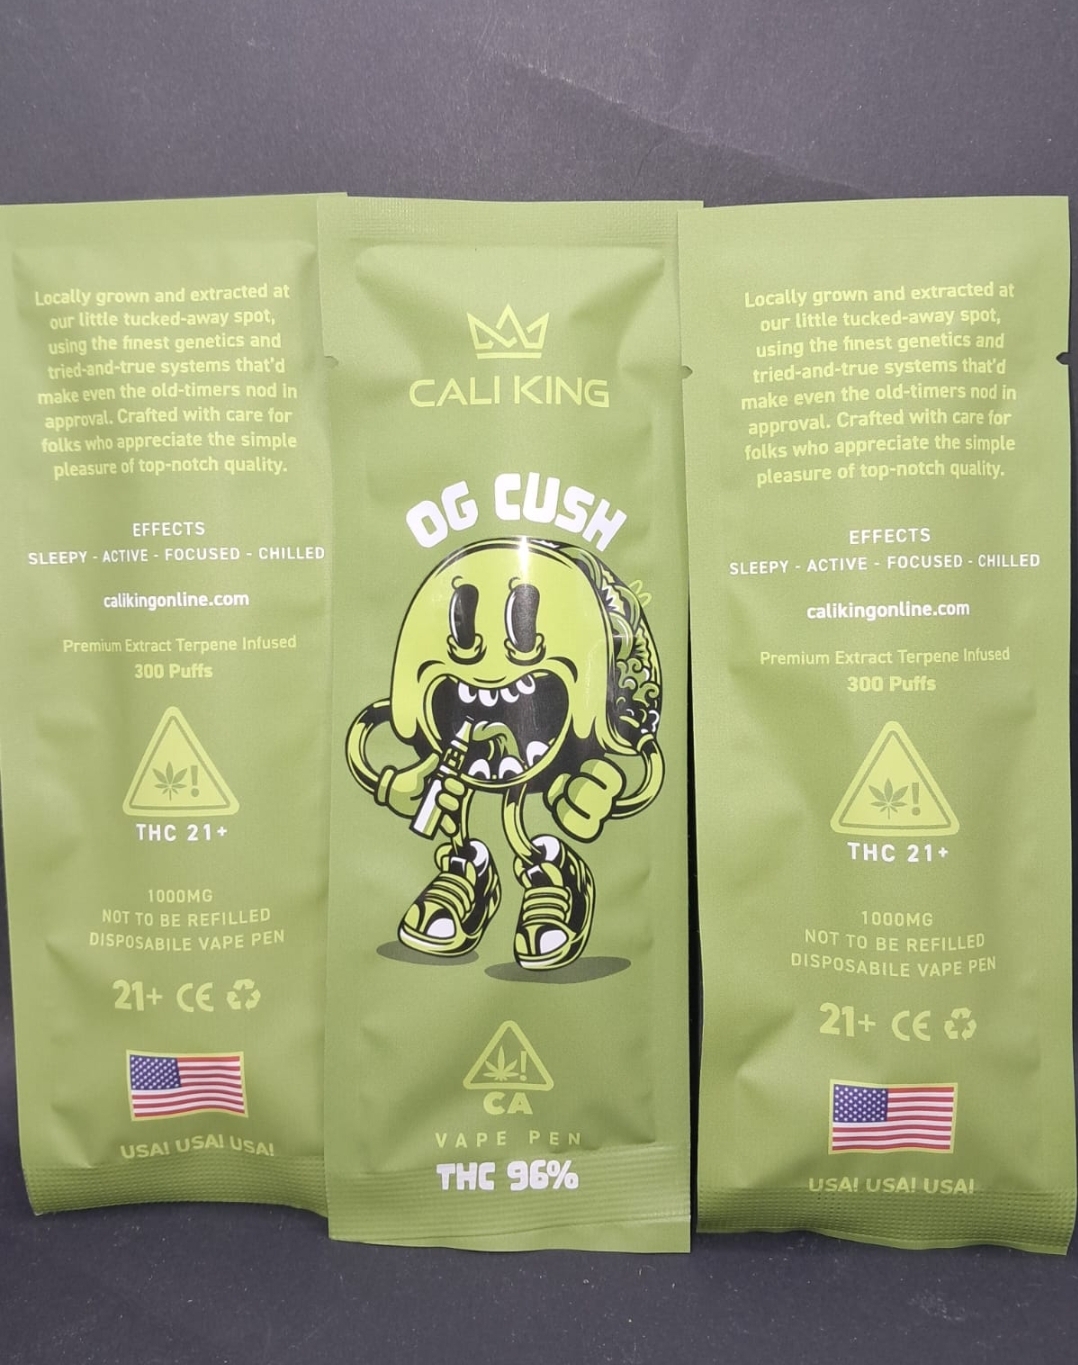 Locally grown and extracted at
our little tucked-away spot,
using the finest genetics and
tried-and-true systems that'd
make even the old-timers nod in
approval. Crafted with care for
folks who appreciate the simple
pleasure of top-notch quality.
EFFECTS
SLEEPY - ACTIVE - FOCUSED - CHILLED
calikingonline.com
Premium Extract Terpene Infused
300 Puffs
THC 21+
1000MG
NOT TO BE REFILLED
DISPOSABILE VAPE PEN
21+ CE
USA! USA! USA!
CALI KING
OG CUSH
CA
VAPE PEN
THC 96%
Locally grown and extracted at
our little tucked-away spot,
using the finest genetics and
tried-and-true systems that'd
make even the old-timers nod in
approval. Crafted with care for
folks who appreciate the simple
pleasure of top-notch quality.
EFFECTS
SLEEPY - ACTIVE - FOCUSED - CHILLED
calikingonline.com
Premium Extract Terpene Infused
300 Puffs
THC 21+
1000MG
NOT TO BE REFILLED
DISPOSABILE VAPE PEN
21+ CE
USA! USA! USA!